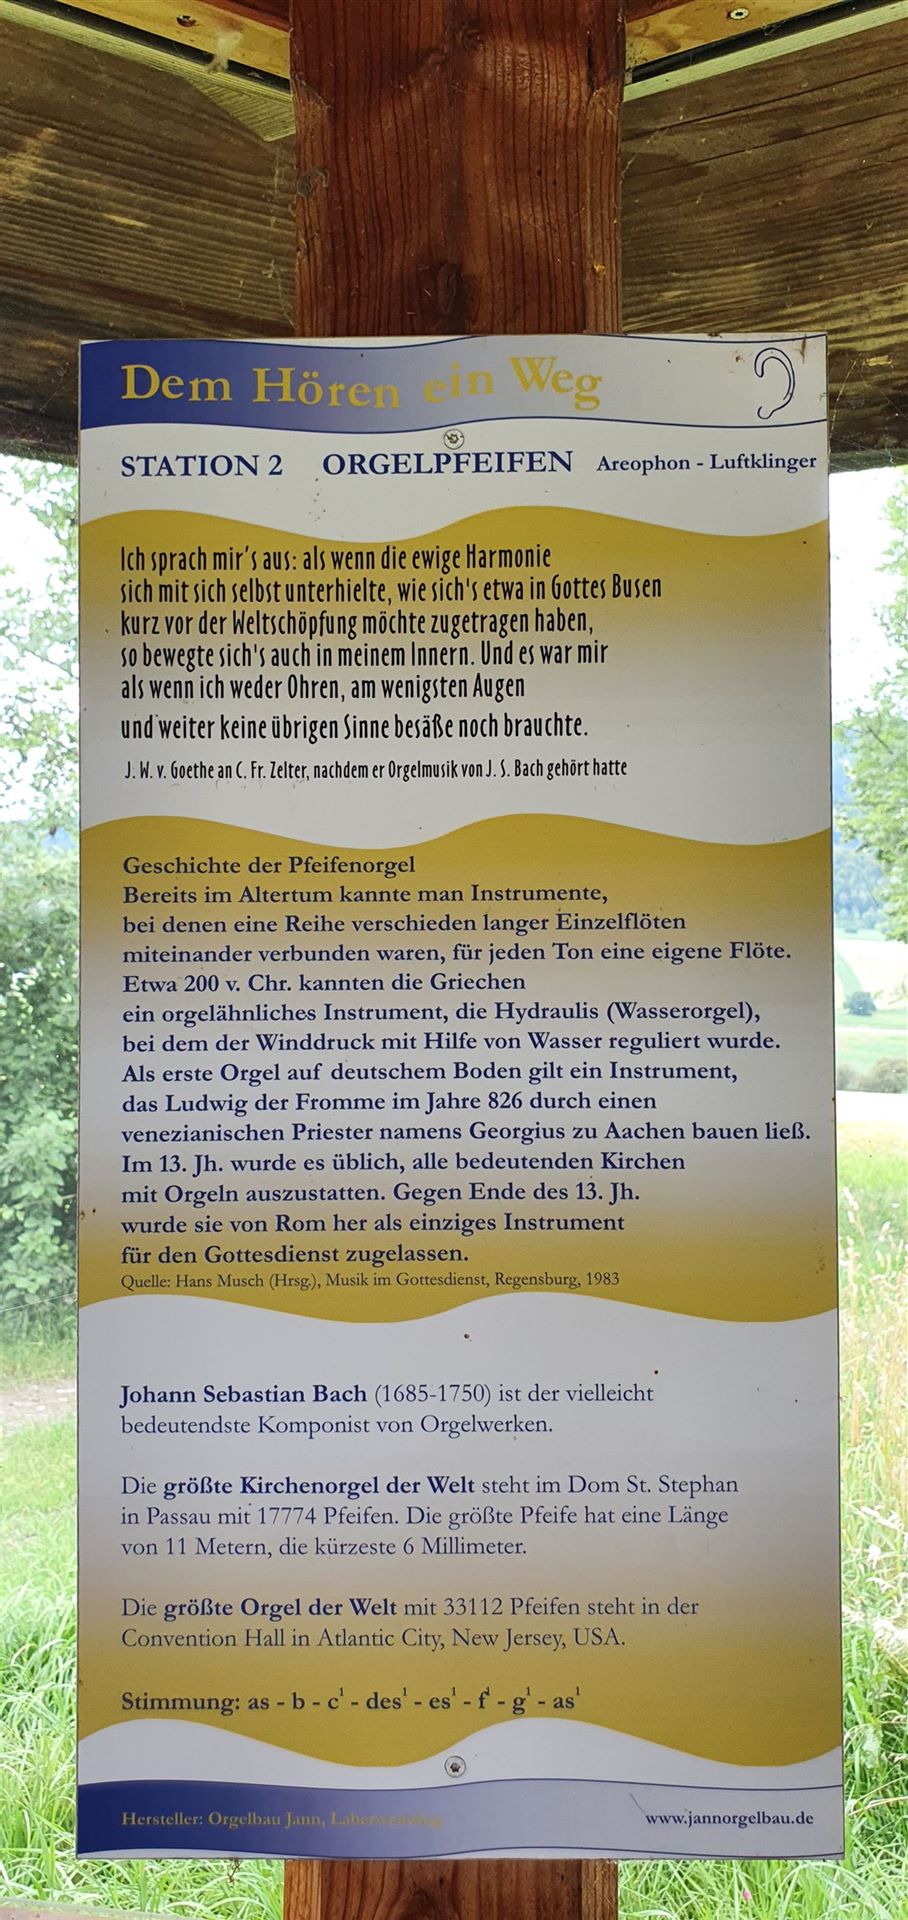 Dem Hören ein Weg
STATION 2 ORGELPFEIFEN Areophon - Luftklinger
Ich sprach mir's aus: als wenn die ewige Harmonie
sich mit sich selbst unterhielte, wie sich's etwa in Gottes Busen
kurz vor der Weltschöpfung möchte zugetragen haben,
so bewegte sich's auch in meinem Innern. Und es war mir
als wenn ich weder Ohren, am wenigsten Augen
und weiter keine übrigen Sinne besäße noch brauchte.
J. W. v. Goethe an C. Fr. Zelter, nachdem er Orgelmusik von J. S. Bach gehört hatte
Geschichte der Pfeifenorgel
Bereits im Altertum kannte man Instrumente,
bei denen eine Reihe verschieden langer Einzelflöten
miteinander verbunden waren, für jeden Ton eine eigene Flöte.
Etwa 200 v. Chr. kannten die Griechen
ein orgelähnliches Instrument, die Hydraulis (Wasserorgel),
bei dem der Winddruck mit Hilfe von Wasser reguliert wurde.
Als erste Orgel auf deutschem Boden gilt ein Instrument,
das Ludwig der Fromme im Jahre 826 durch einen
venezianischen Priester namens Georgius zu Aachen bauen ließ.
Im 13. Jh. wurde es üblich, alle bedeutenden Kirchen
mit Orgeln auszustatten. Gegen Ende des 13. Jh.
wurde sie von Rom her als einziges Instrument
für den Gottesdienst zugelassen.
Quelle: Hans Musch (Hrsg.), Musik im Gottesdienst, Regensburg, 1983
Johann Sebastian Bach (1685-1750) ist der vielleicht
bedeutendste Komponist von Orgelwerken.
Die größte Kirchenorgel der Welt steht im Dom St. Stephan
in Passau mit 17774 Pfeifen. Die größte Pfeife hat eine Länge
von 11 Metern, die kürzeste 6 Millimeter.
Die größte Orgel der Welt mit 33112 Pfeifen steht in der
Convention Hall in Atlantic City, New Jersey, USA.
Stimmung: as - b - c¹ - des¹ - es¹ - f¹ - g¹ - as¹
Hersteller: Orgelbau Jann, Laberweinting
www.jannorgelbau.de